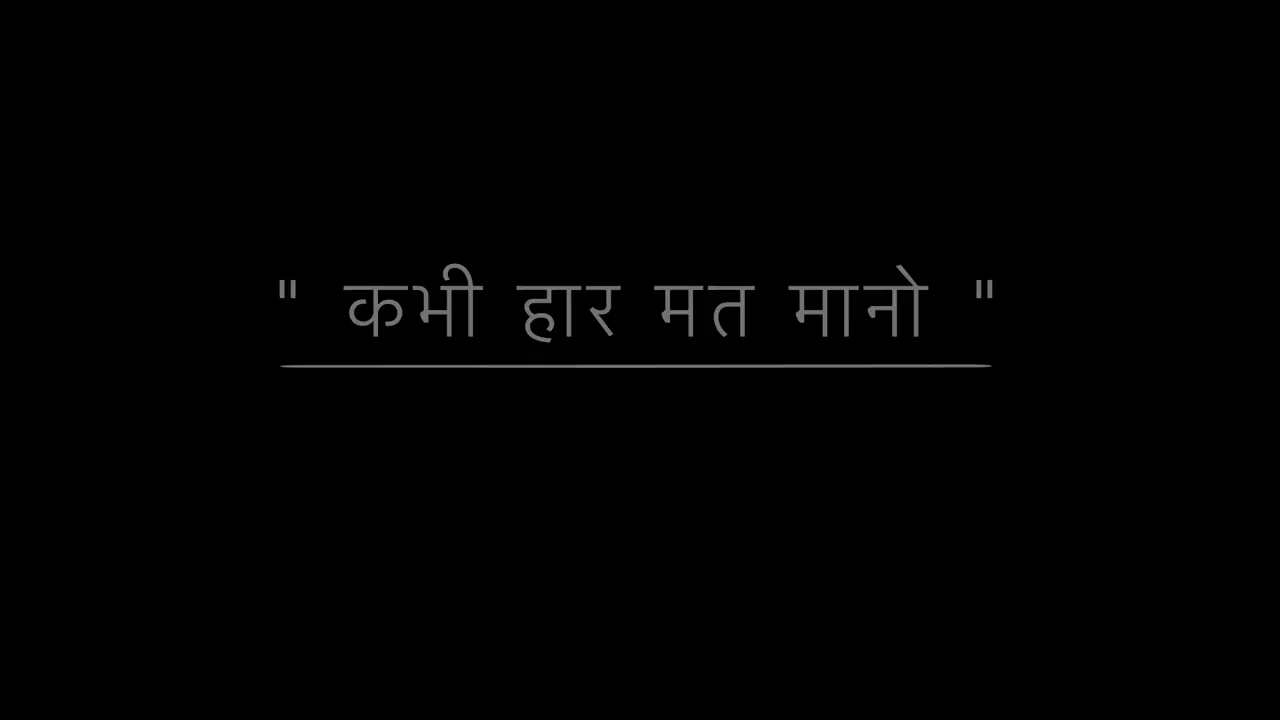 " कभी हार मत मानो "